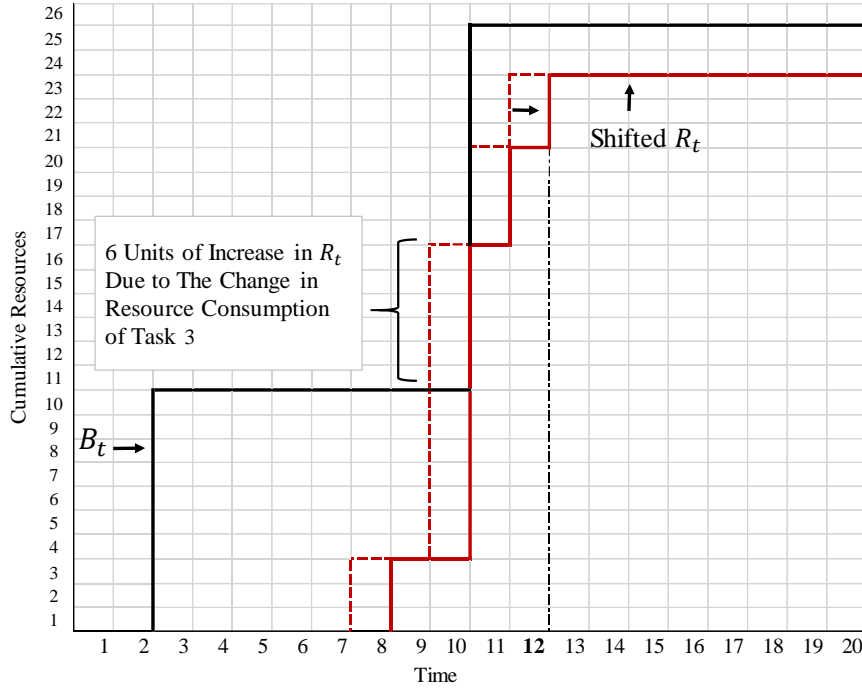 26
25
24
23
22
21
20
19
18
17
16
15
14
13
12
11
10
9
8
7
6
5
4
3
2
1
Cumulative Resources
Shifted R_t
6 Units of Increase in R_t
Due to The Change in
Resource Consumption
of Task 3
B_t
1 2 3 4 5 6 7 8 9 10 11 12 13 14 15 16 17 18 19 20
Time